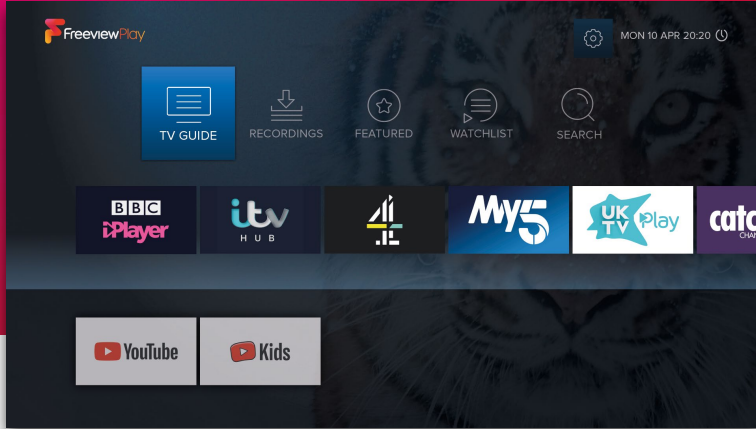 FreeviewPlay
MON 10 APR 20:20
TV GUIDE
RECORDINGS
FEATURED
WATCHLIST
SEARCH
BBC
iPlayer
itv
HUB
4
My5
UK
TV Play
YouTube
Kids